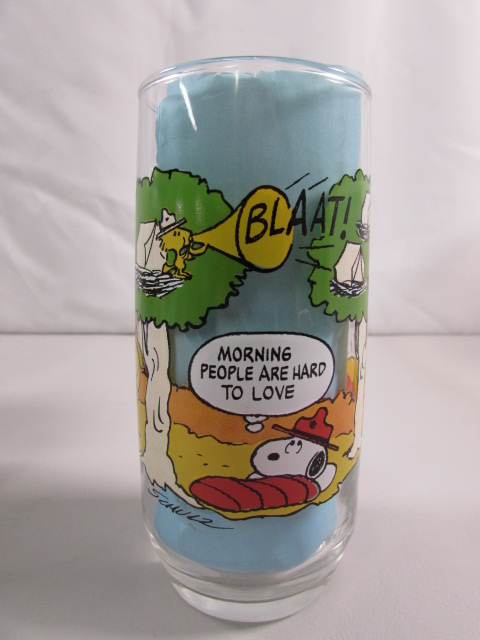 BLAAT!
MORNING
PEOPLE ARE HARD
TO LOVE
SCHULZ